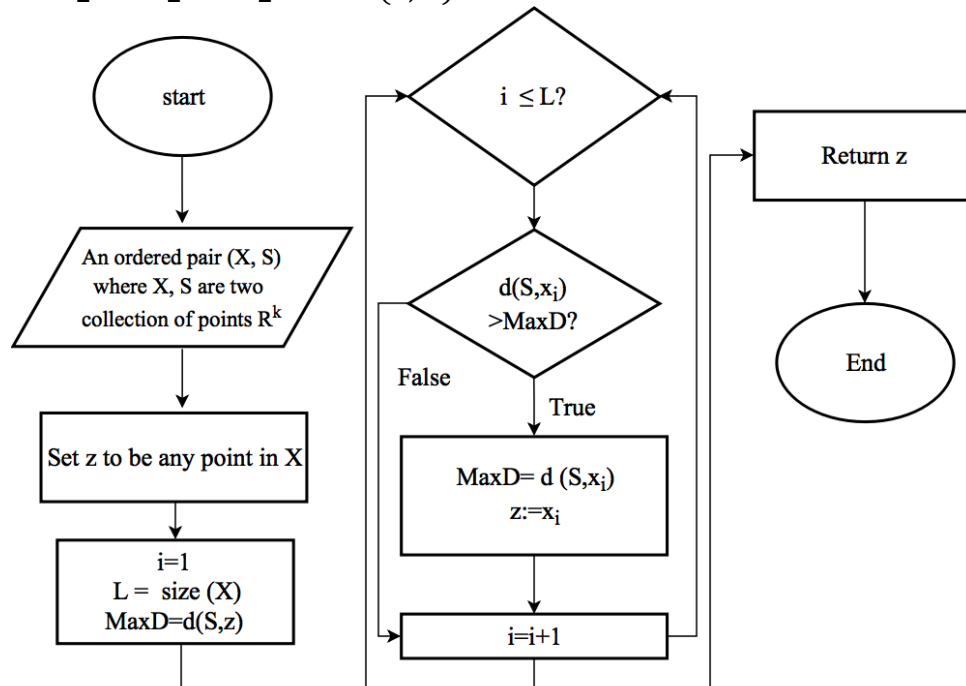 start
An ordered pair (X, S)
where X, S are two
collection of points R^k
Set z to be any point in X
i=1
L = size (X)
MaxD=d(S,z)
i ≤ L?
d(S,x_i)
>MaxD?
False
True
MaxD= d (S,x_i)
z:=x_i
i=i+1
Return z
End